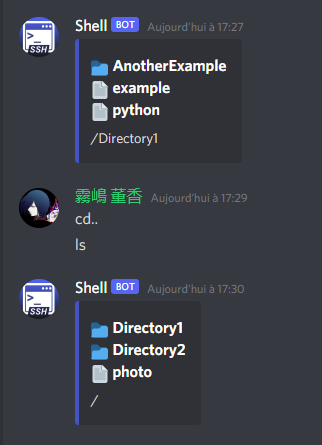 Shell BOT Aujourd'hui à 17:27
AnotherExample
example
python
/Directory1
霧嶋 董香 Aujourd'hui à 17:29
cd..
ls
Shell BOT Aujourd'hui à 17:30
Directory1
Directory2
photo
/
>_
SSH
>_
SSH